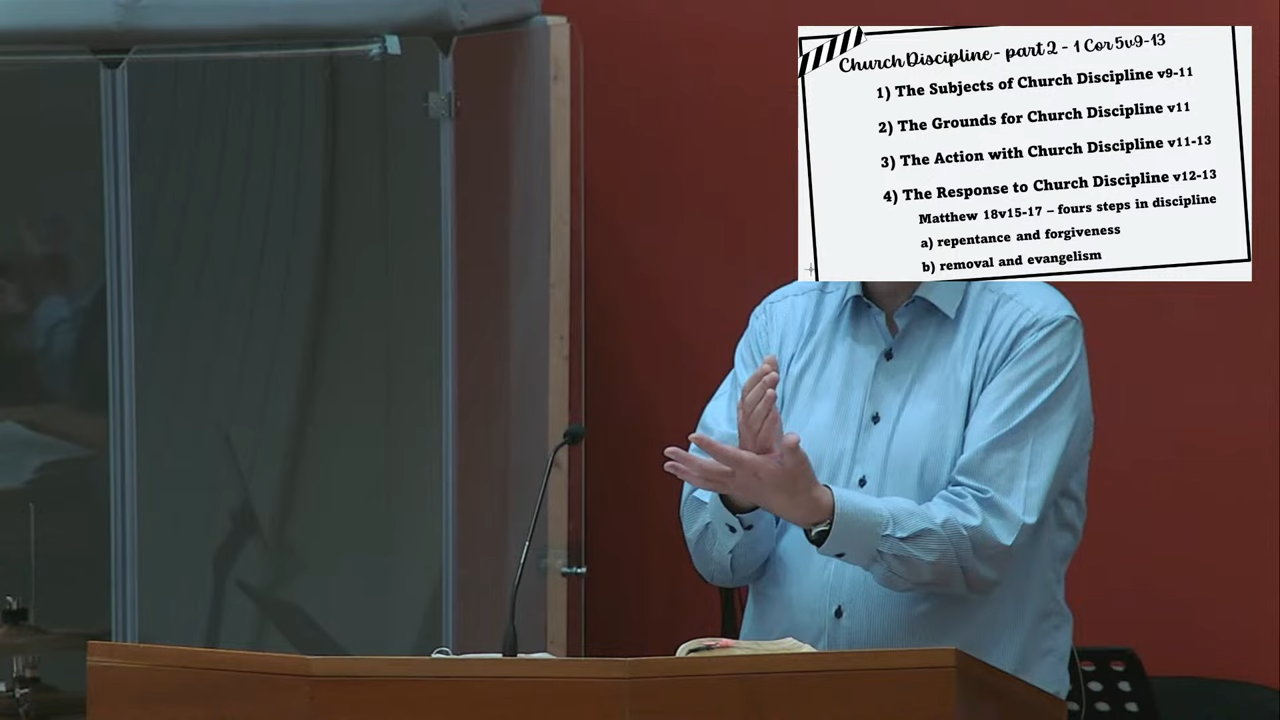 Church Discipline - part 2 - 1 Cor 5v9-13
1) The Subjects of Church Discipline v9-11
2) The Grounds for Church Discipline v11
3) The Action with Church Discipline v11-13
4) The Response to Church Discipline v12-13
Matthew 18v15-17 – fours steps in discipline
a) repentance and forgiveness
b) removal and evangelism